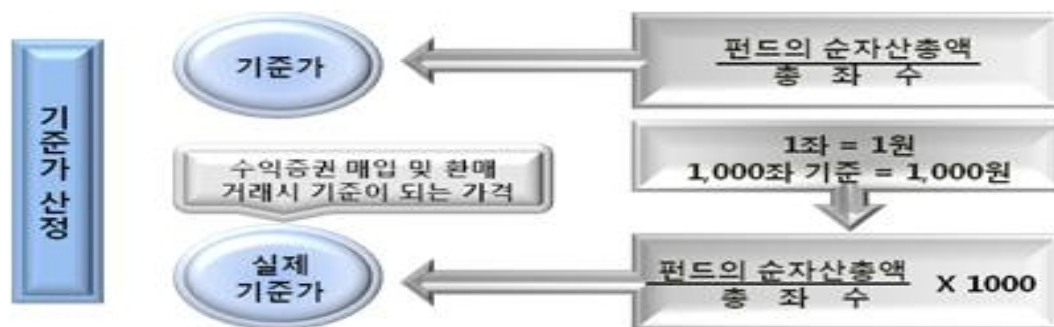 기준가 산정
기준가
펀드의 순자산총액
총 좌 수
수익증권 매입 및 환매
거래시 기준이 되는 가격
1좌 = 1원
1,000좌 기준 = 1,000원
실제
기준가
펀드의 순자산총액
총 좌 수
X 1000